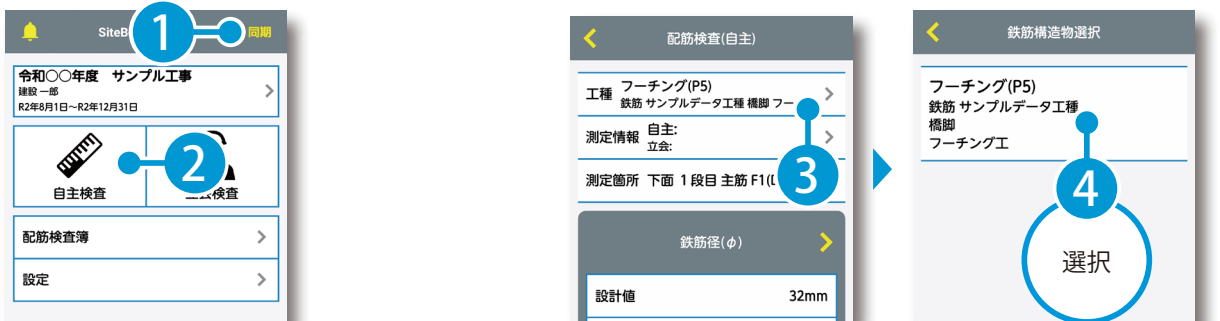 1
SiteB
同期
令和○○年度 サンプル工事
建設 一郎
R2年8月1日～R2年12月31日
2
自主検査
検査
配筋検査簿
設定
配筋検査(自主)
工種 フーチング(P5)
鉄筋 サンプルデータ工種 橋脚 フー
測定情報 自主:
立会:
測定箇所 下面 1段目 主筋 F1(
3
鉄筋径(φ)
設計値 32mm
鉄筋構造物選択
フーチング(P5)
鉄筋 サンプルデータ工種
橋脚
フーチング工
4
選択